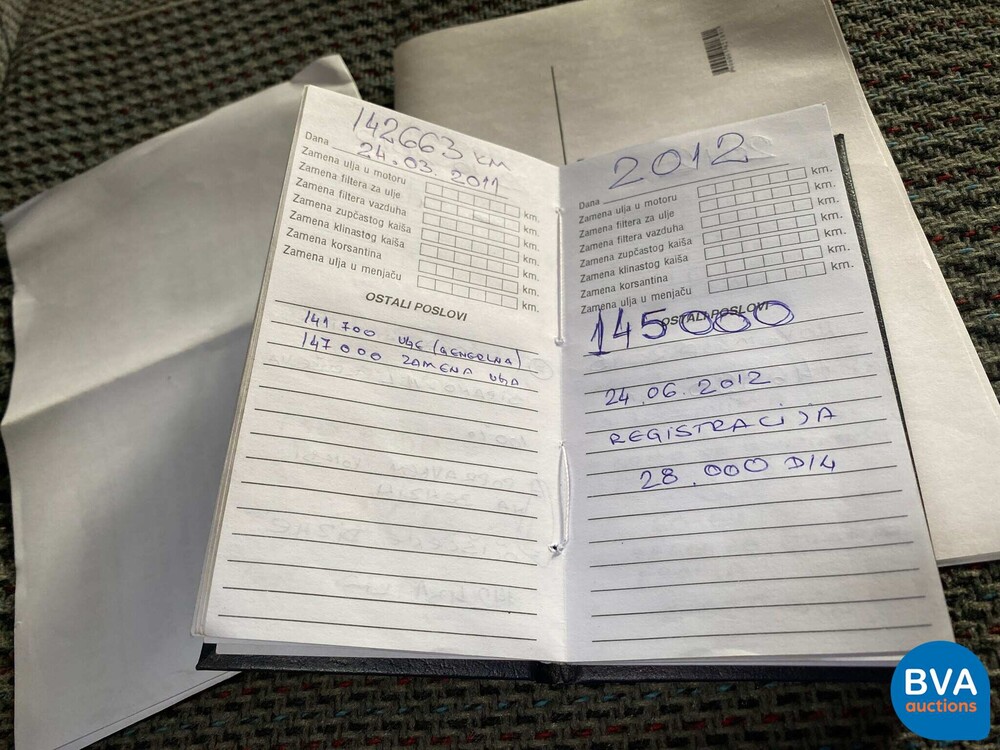 142663 KM
Dana 24.03.2011
Zamena ulja u motoru
Zamena filtera za ulje km.
Zamena filtera vazduha km.
Zamena zupčastog kaiša km.
Zamena klinastog kaiša km.
Zamena korsantina km.
Zamena ulja u menjaču km.
OSTALI POSLOVI
141 700 ULJE (GENERLNA)
147 000 ZAMENA ULJA
2012
Dana
Zamena ulja u motoru km.
Zamena filtera za ulje km.
Zamena filtera vazduha km.
Zamena zupčastog kaiša km.
Zamena klinastog kaiša km.
Zamena korsantina km.
Zamena ulja u menjaču
OSTALI POSLOVI
145000
24.06.2012
REGISTRACIJA
28.000 DIN
BVA
auctions